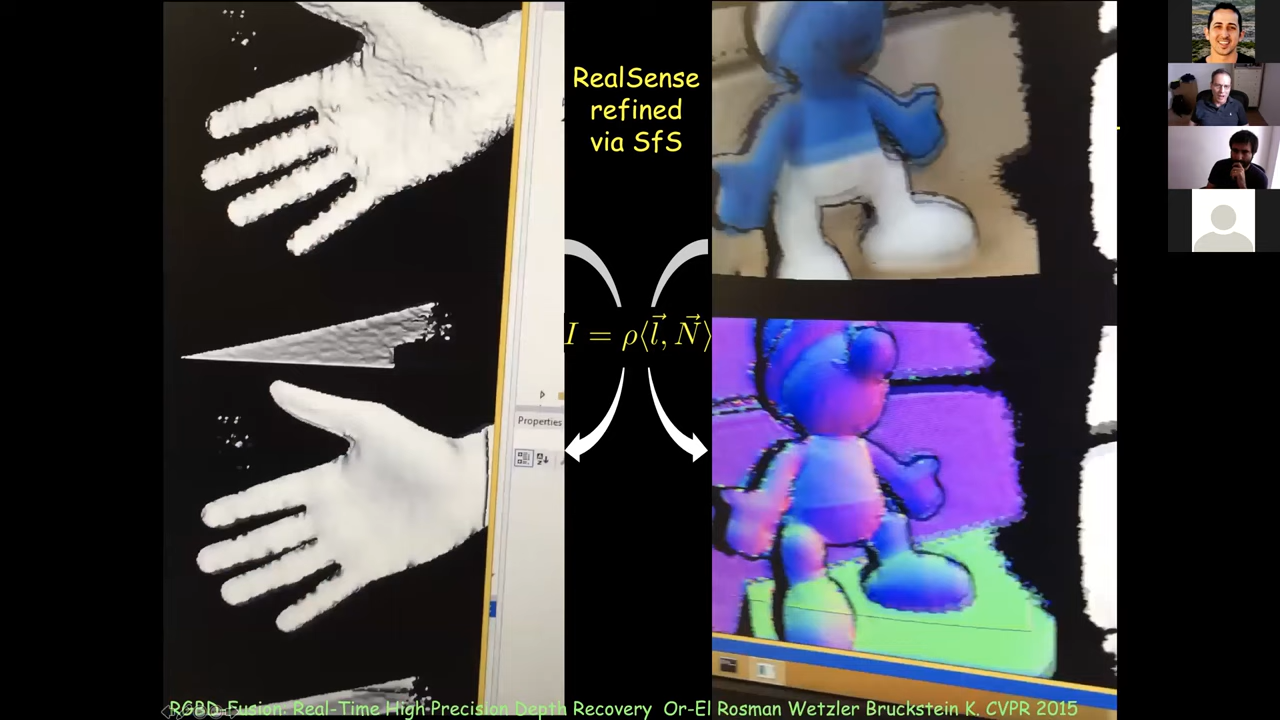 RealSense
refined
via SfS
I = ρ⟨l⃗, N⃗⟩
Properties
RGBD-Fusion: Real-Time High Precision Depth Recovery Or-El Rosman Wetzler Bruckstein K. CVPR 2015